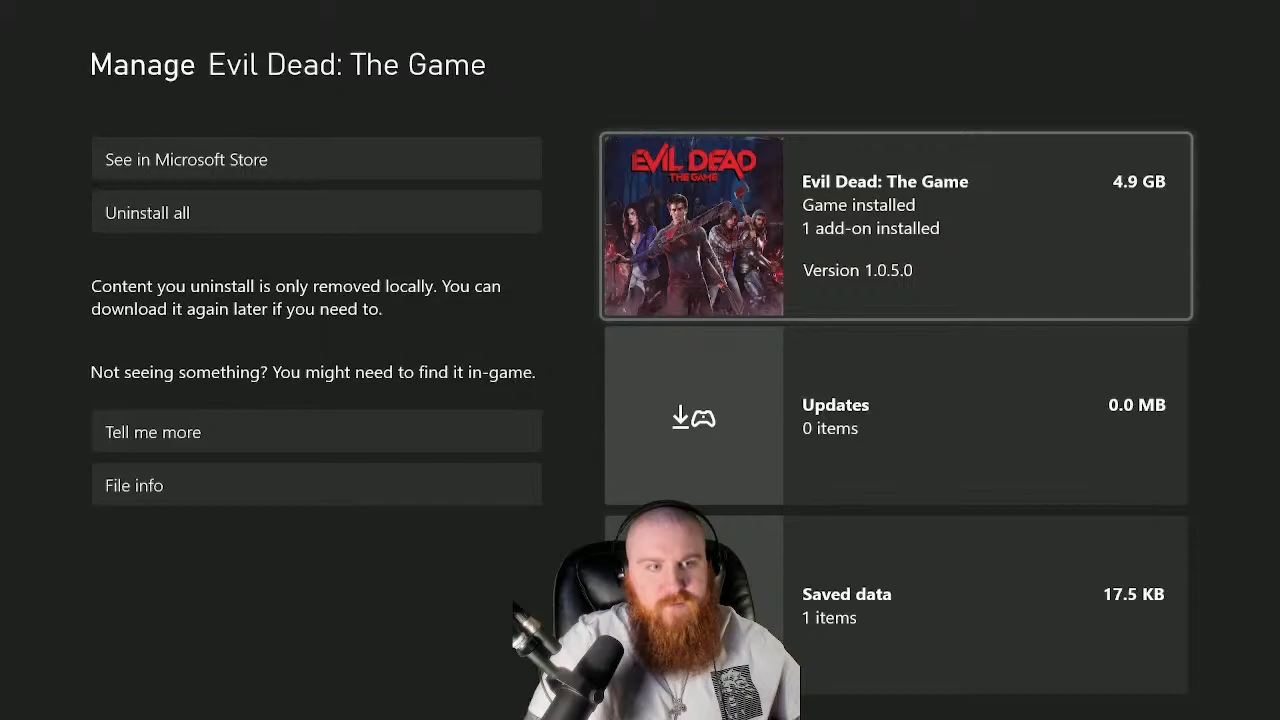 Manage Evil Dead: The Game
See in Microsoft Store
Uninstall all
Content you uninstall is only removed locally. You can
download it again later if you need to.
Not seeing something? You might need to find it in-game.
Tell me more
File info
EVIL DEAD
THE GAME
Evil Dead: The Game 4.9 GB
Game installed
1 add-on installed
Version 1.0.5.0
Updates 0.0 MB
0 items
Saved data 17.5 KB
1 items